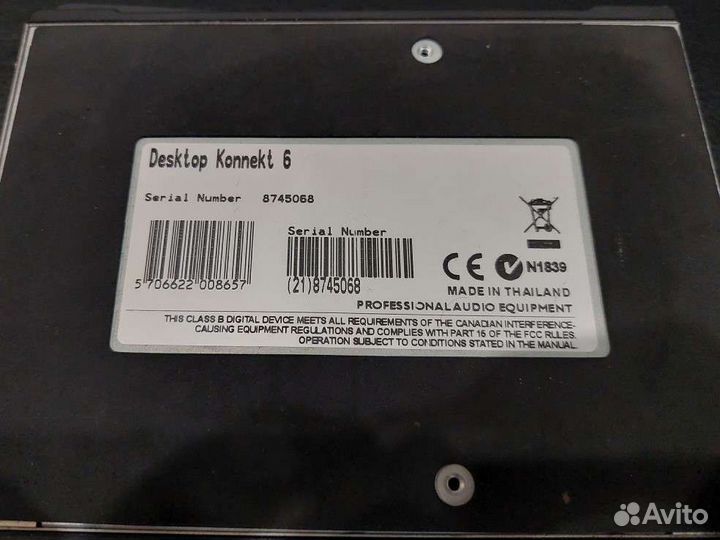 Desktop Konnekt 6
Serial Number 8745068
Serial Number
5 706622 008657
(21)8745068
CE N1839
MADE IN THAILAND
PROFESSIONAL AUDIO EQUIPMENT
THIS CLASS B DIGITAL DEVICE MEETS ALL REQUIREMENTS OF THE CANADIAN INTERFERENCE-
CAUSING EQUIPMENT REGULATIONS AND COMPLIES WITH PART 15 OF THE FCC RULES.
OPERATION SUBJECT TO CONDITIONS STATED IN THE MANUAL.
Avito